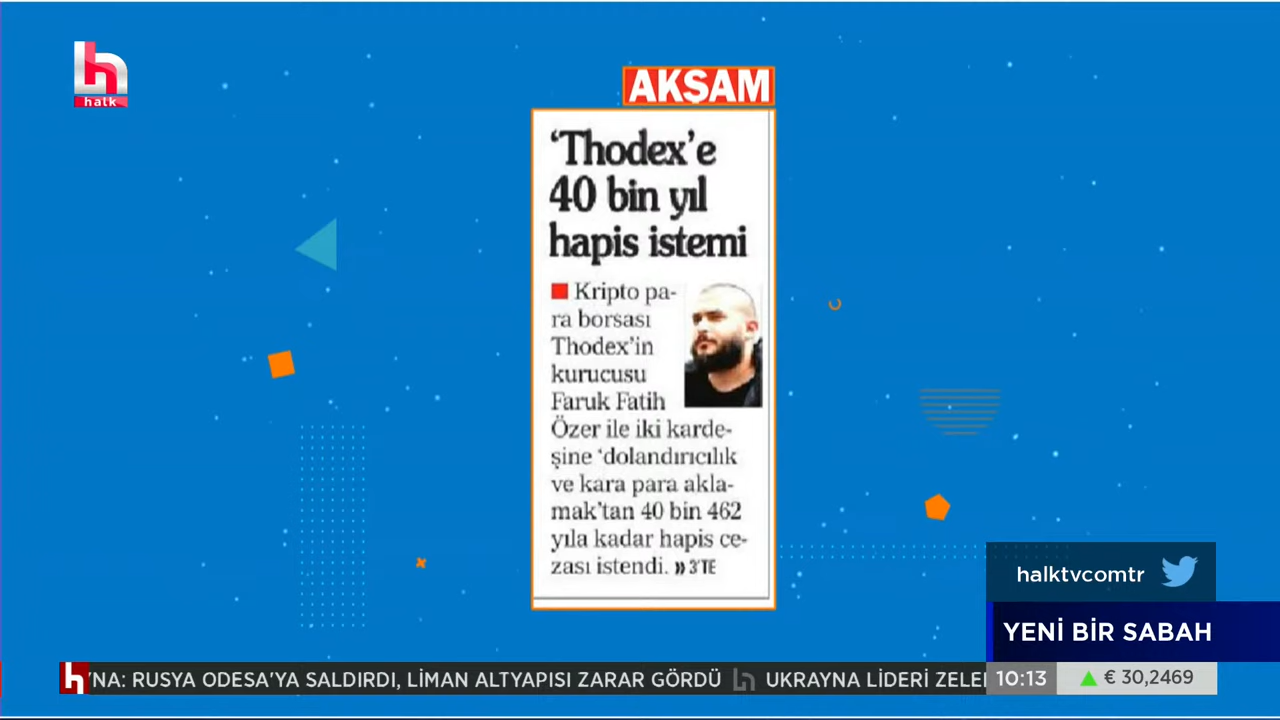 halk
AKŞAM
‘Thodex’e
40 bin yıl
hapis istemi
Kripto pa-
ra borsası
Thodex’in
kurucusu
Faruk Fatih
Özer ile iki karde-
şine ‘dolandırıcılık
ve kara para akla-
mak’tan 40 bin 462
yıla kadar hapis ce-
zası istendi. » 3’TE
halktvcomtr
YENİ BİR SABAH
'NA: RUSYA ODESA'YA SALDIRDI, LİMAN ALTYAPISI ZARAR GÖRDÜ h UKRAYNA LİDERİ ZELE
10:13 € 30,2469